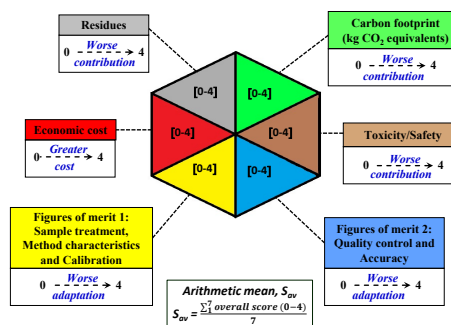 Residues
0 Worse 4
contribution
Carbon footprint
(kg CO2 equivalents)
0 Worse 4
contribution
[0-4]
[0-4]
Economic cost
0 Greater 4
cost
[0-4]
[0-4]
Toxicity/Safety
0 Worse 4
contribution
[0-4]
[0-4]
Figures of merit 1:
Sample treatment,
Method characteristics
and Calibration
0 Worse 4
adaptation
Figures of merit 2:
Quality control and
Accuracy
0 Worse 4
adaptation
Arithmetic mean, Sav
Sav = ∑₁⁷ overall score (0−4)
7